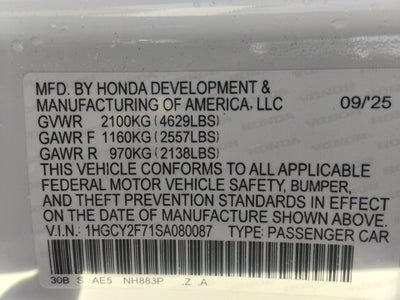 MFD. BY HONDA DEVELOPMENT &
MANUFACTURING OF AMERICA, LLC 09/25
GVWR 2100KG (4629LBS)
GAWR F 1160KG (2557LBS)
GAWR R 970KG (2138LBS)
THIS VEHICLE CONFORMS TO ALL APPLICABLE
FEDERAL MOTOR VEHICLE SAFETY, BUMPER,
AND THEFT PREVENTION STANDARDS IN EFFECT
ON THE DATE OF MANUFACTURE SHOWN ABOVE.
V.I.N.: 1HGCY2F71SA080087 TYPE: PASSENGER CAR
30B S AE5 NH883P .Z .A